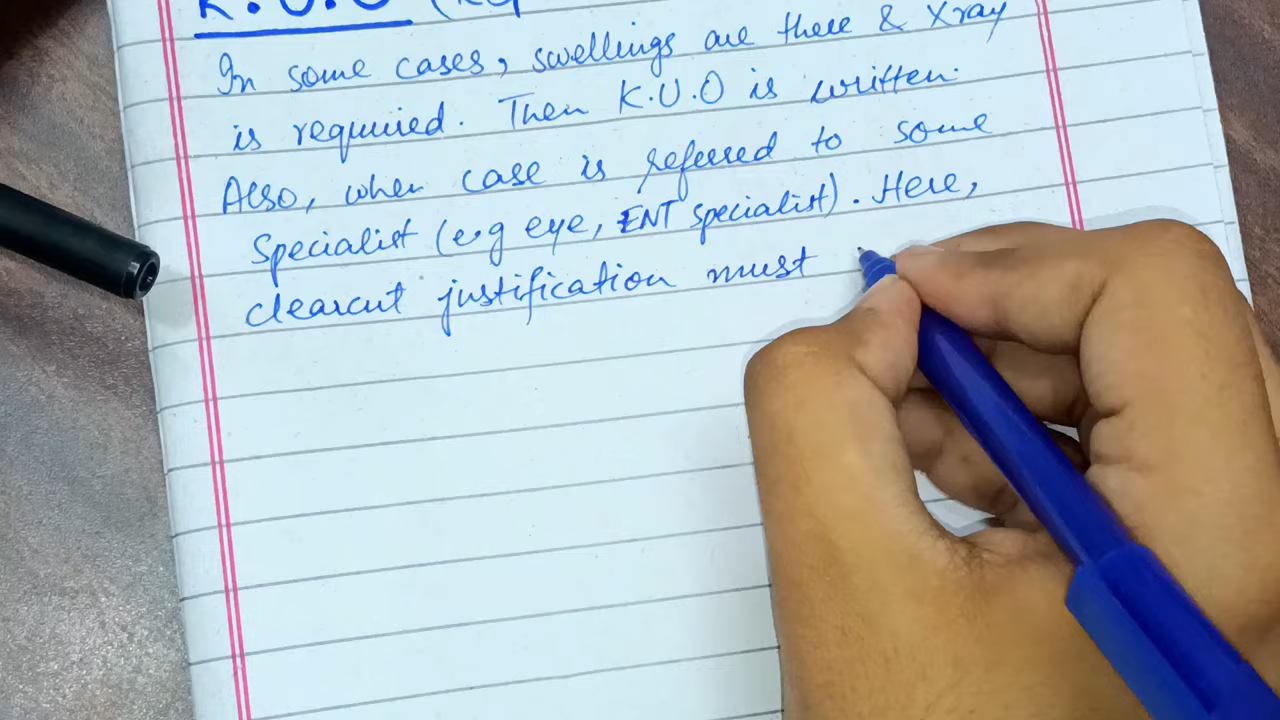 K.U.O
In some cases, swellings are there & Xray
is required. Then K.U.O is written.
Also, when case is referred to some
Specialist (e.g eye, ENT specialist). Here,
clearcut justification must